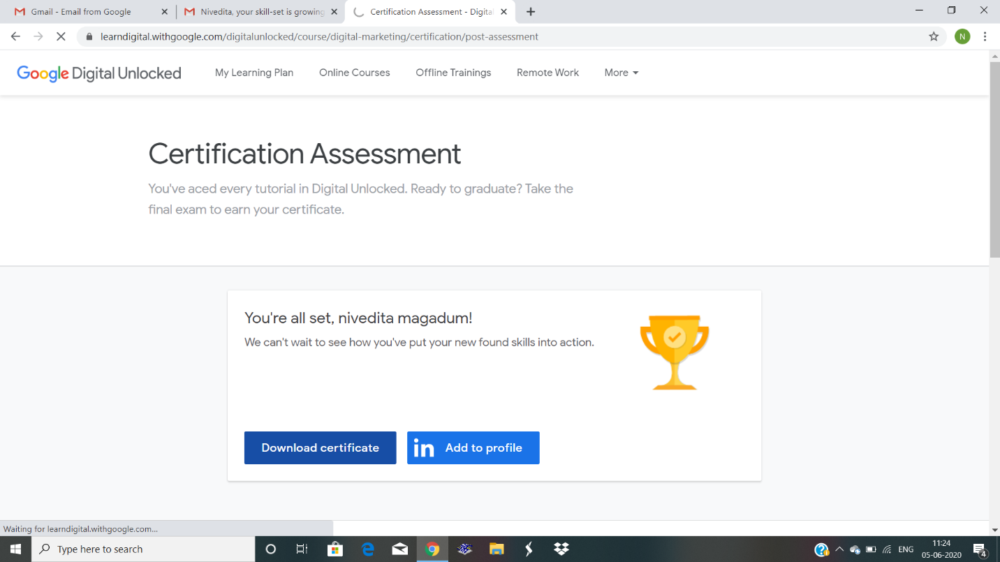 Gmail - Email from Google
Nivedita, your skill-set is growing
Certification Assessment - Digital
learndigital.withgoogle.com/digitalunlocked/course/digital-marketing/certification/post-assessment
N
Google Digital Unlocked
My Learning Plan
Online Courses
Offline Trainings
Remote Work
More
Certification Assessment
You've aced every tutorial in Digital Unlocked. Ready to graduate? Take the
final exam to earn your certificate.
You're all set, nivedita magadum!
We can't wait to see how you've put your new found skills into action.
Download certificate
in Add to profile
Waiting for learndigital.withgoogle.com...
Type here to search
ENG
11:24
05-06-2020
4